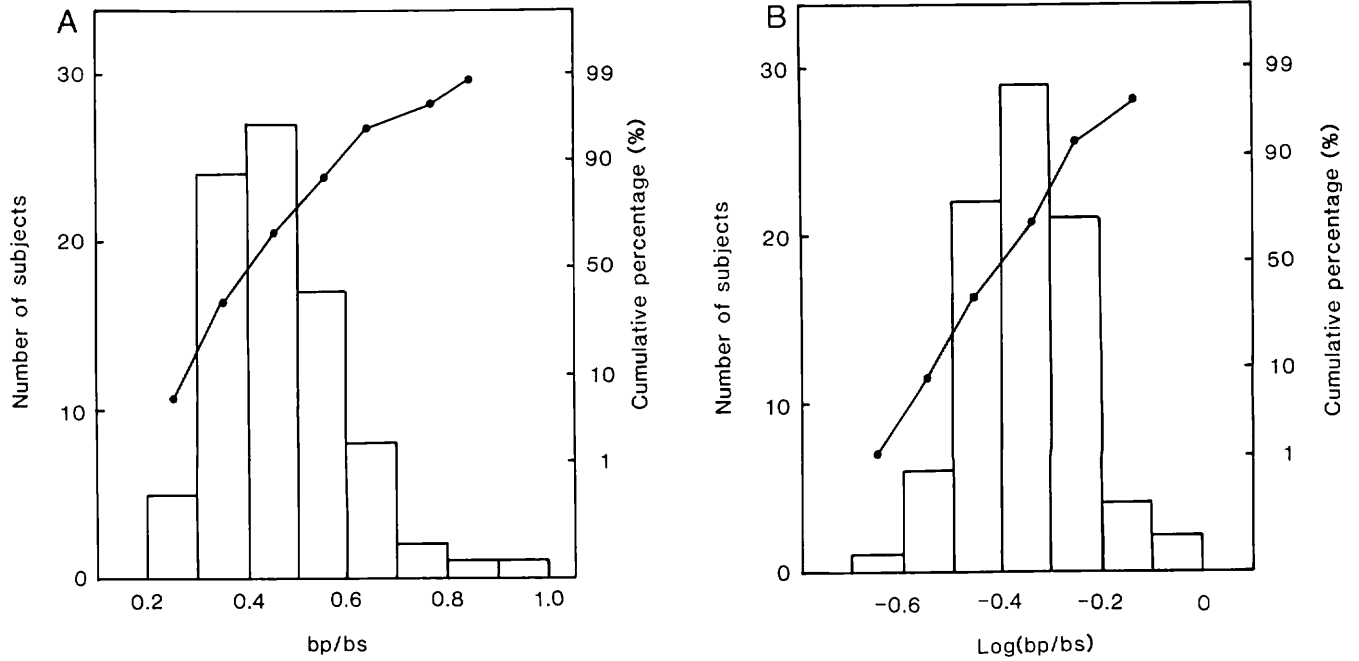 A
Number of subjects
30
20
10
0
0.2 0.4 0.6 0.8 1.0
bp/bs
99
90
50
10
1
Cumulative percentage (%)
B
Number of subjects
30
20
10
0
-0.6 -0.4 -0.2 0
Log(bp/bs)
99
90
50
10
1
Cumulative percentage (%)